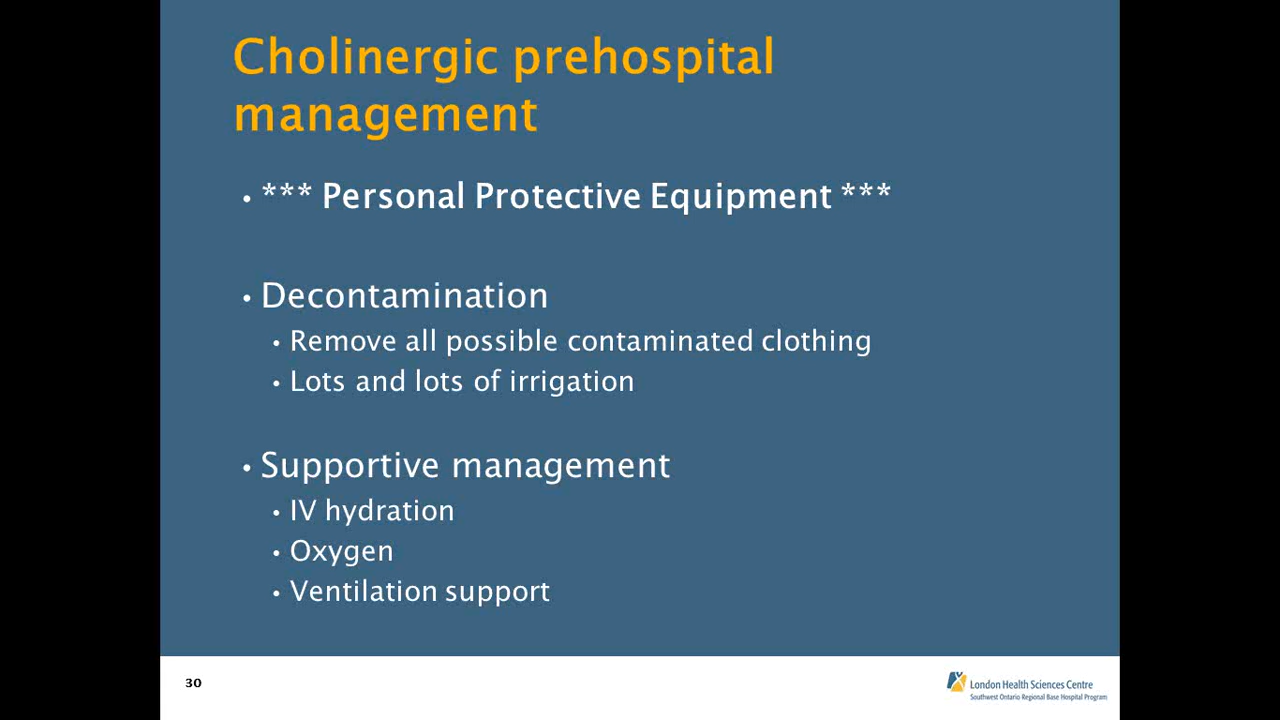 Cholinergic prehospital
management
• *** Personal Protective Equipment ***
• Decontamination
• Remove all possible contaminated clothing
• Lots and lots of irrigation
• Supportive management
• IV hydration
• Oxygen
• Ventilation support
30
London Health Sciences Centre
Southwest Ontario Regional Base Hospital Program